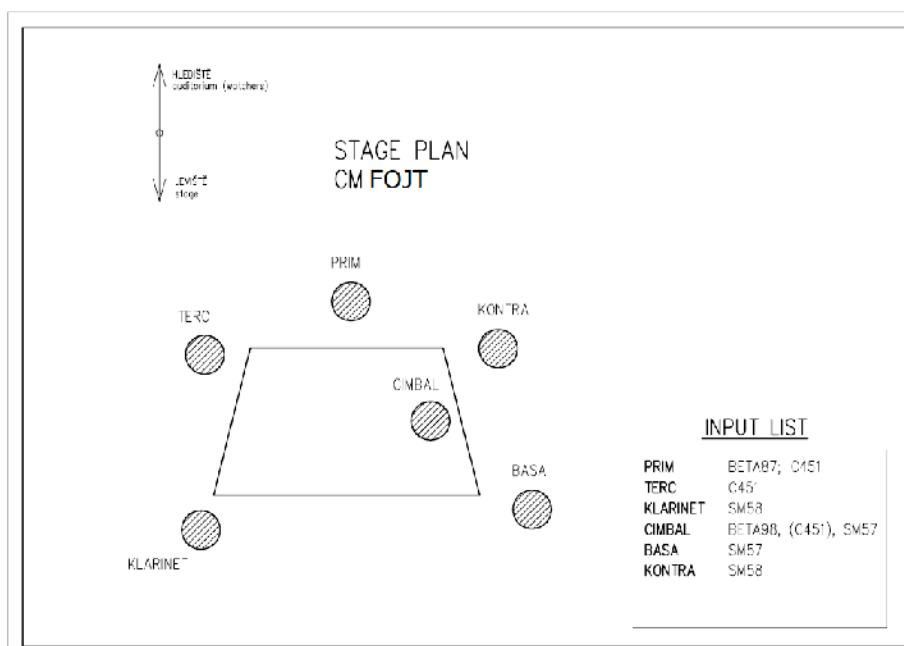 HLEDIŠTĚ
auditorium (watchers)
JEVIŠTĚ
stage
STAGE PLAN
CM FOJT
PRIM
TERC
KONTRA
CIMBAL
BASA
KLARINET
INPUT LIST
PRIM BETA87; C451
TERC C451
KLARINET SM58
CIMBAL BETA98, (C451), SM57
BASA SM57
KONTRA SM58